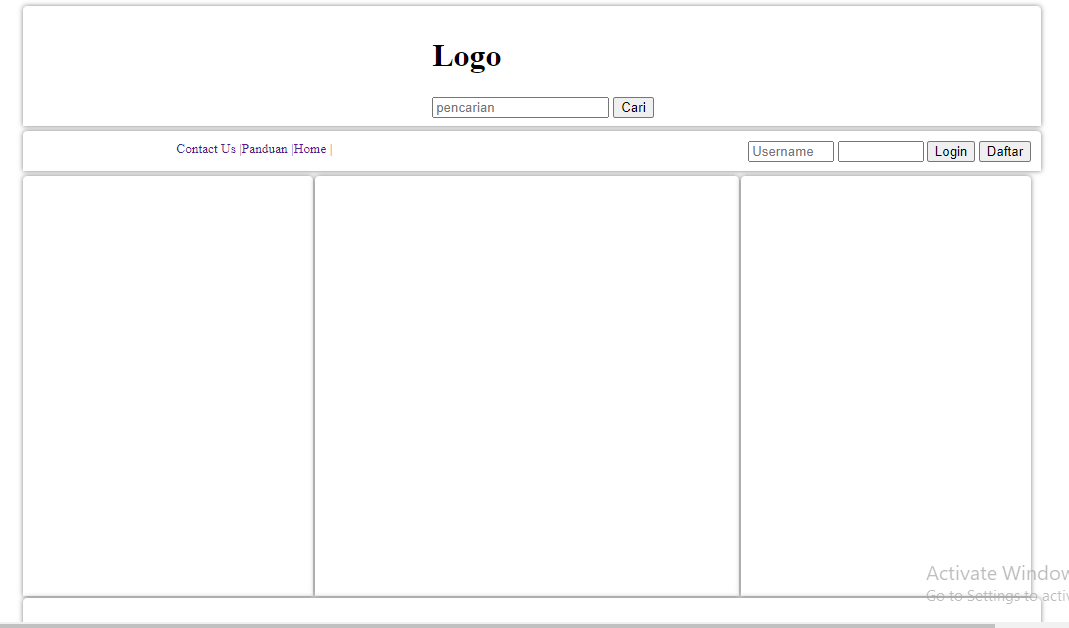 Logo
pencarian Cari
Contact Us |Panduan |Home | Username Login Daftar
Activate Window
Go to Settings to activ